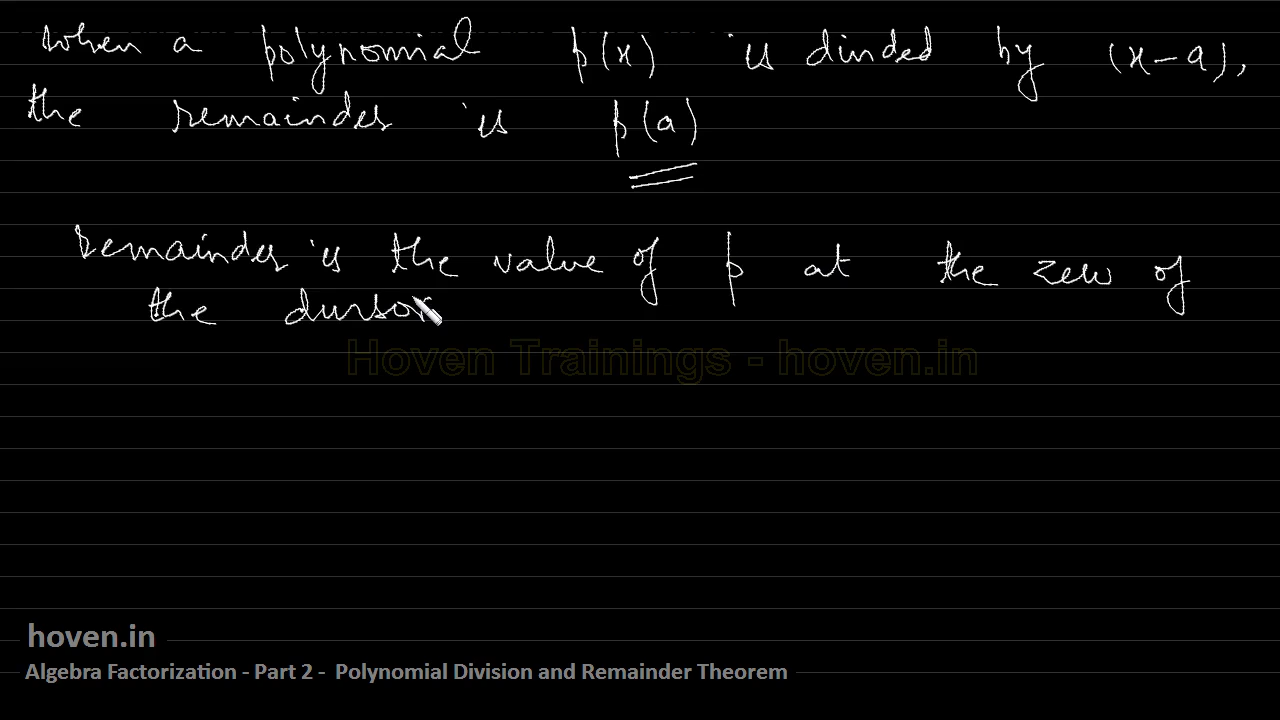 when a polynomial p(x) is divided by (x-a),
the remainder is p(a)
remainder is the value of p at the zero of
the divisor
Hoven Trainings - hoven.in
hoven.in
Algebra Factorization - Part 2 - Polynomial Division and Remainder Theorem